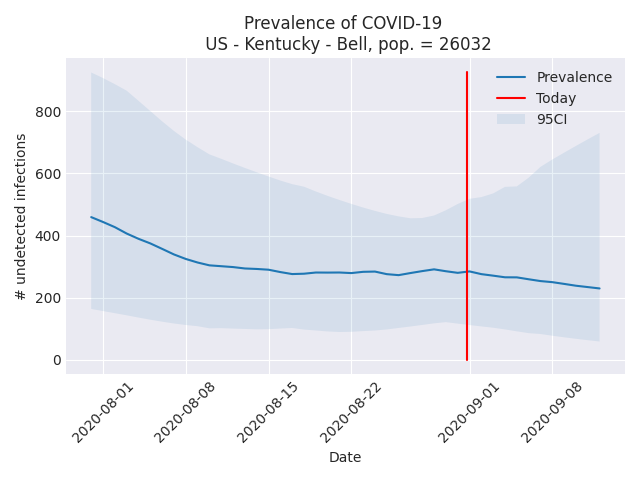 Prevalence of COVID-19
US - Kentucky - Bell, pop. = 26032
Prevalence
Today
95CI
800
600
400
200
0
# undetected infections
2020-08-01
2020-08-08
2020-08-15
2020-08-22
2020-09-01
2020-09-08
Date